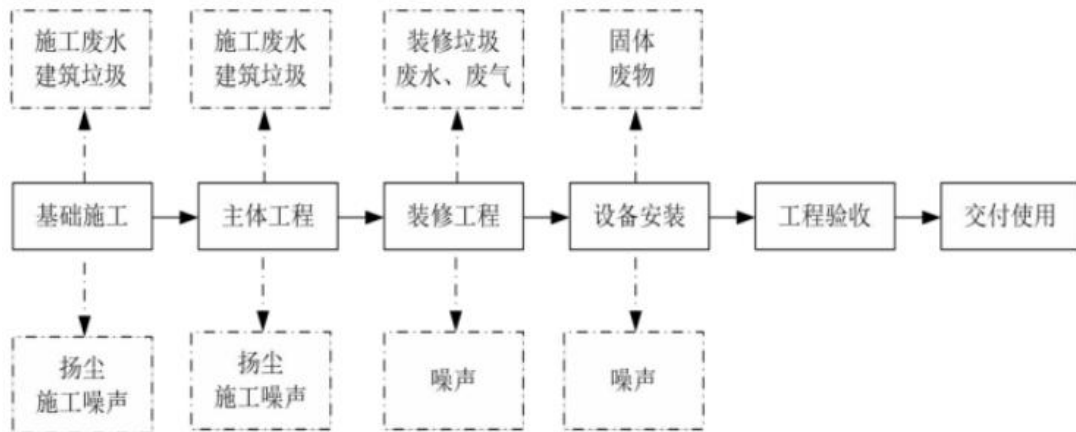 施工废水
建筑垃圾
施工废水
建筑垃圾
装修垃圾
废水、废气
固体
废物
基础施工
主体工程
装修工程
设备安装
工程验收
交付使用
扬尘
施工噪声
扬尘
施工噪声
噪声
噪声